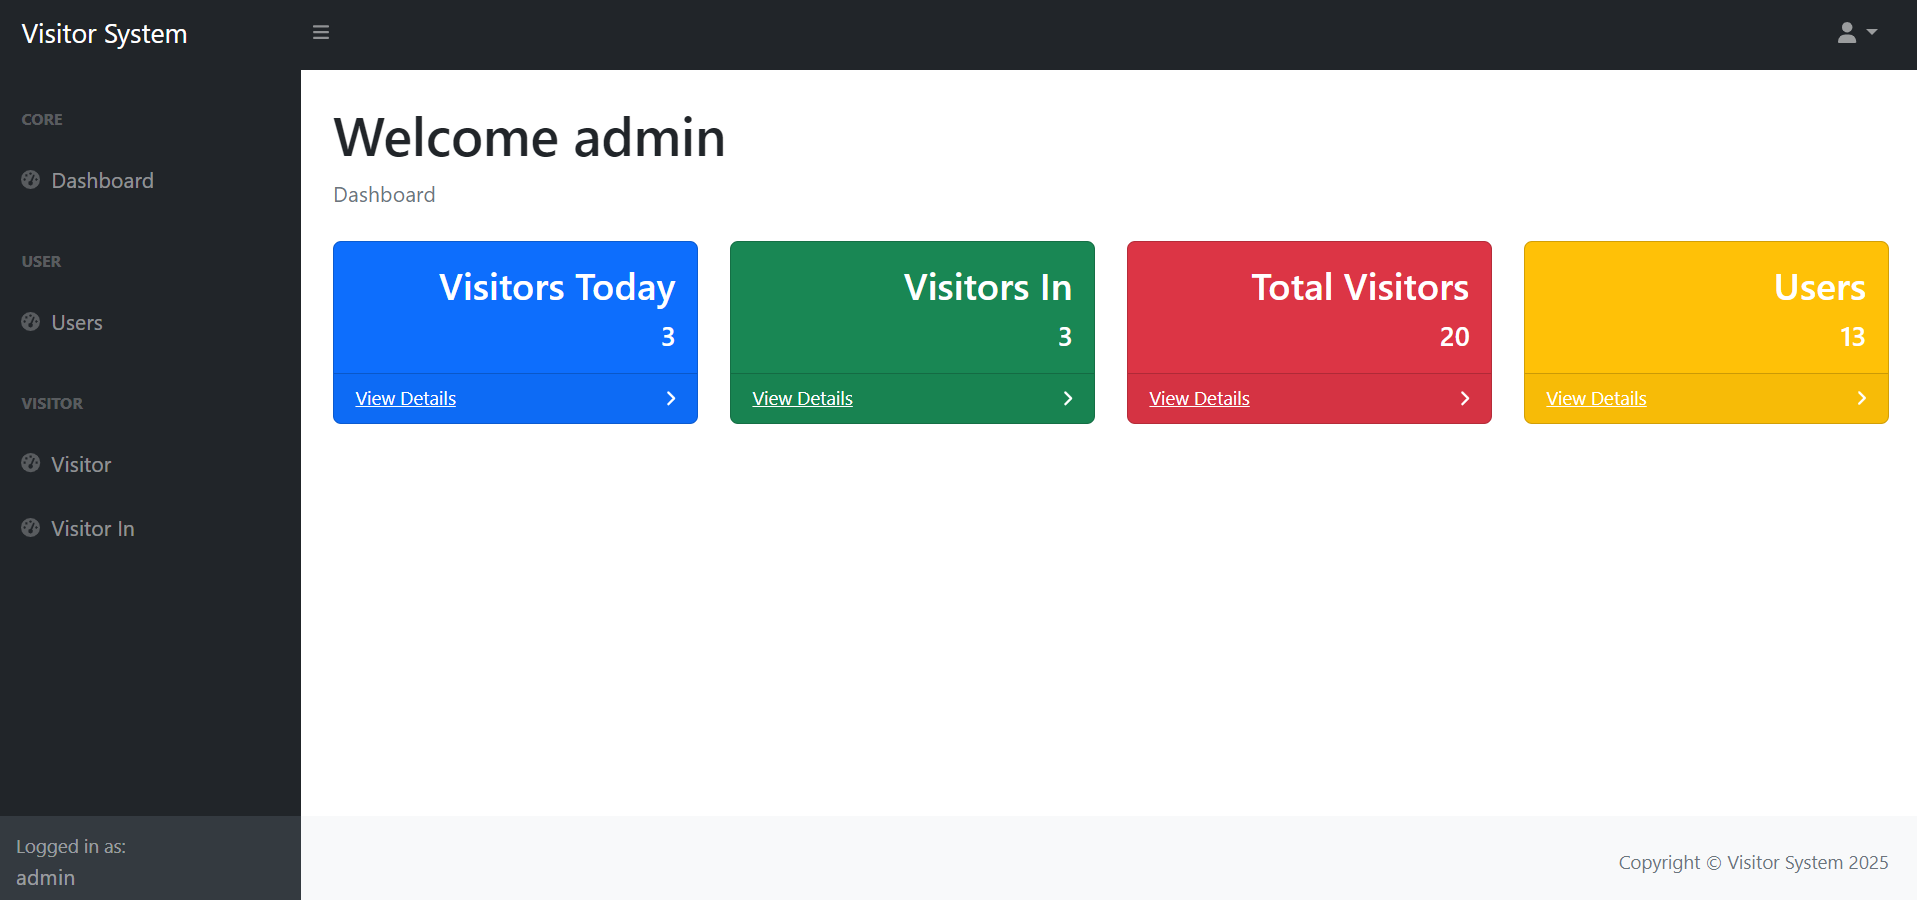 Visitor System
CORE
Dashboard
USER
Users
VISITOR
Visitor
Visitor In
Logged in as:
admin
Welcome admin
Dashboard
Visitors Today
3
View Details
Visitors In
3
View Details
Total Visitors
20
View Details
Users
13
View Details
Copyright © Visitor System 2025